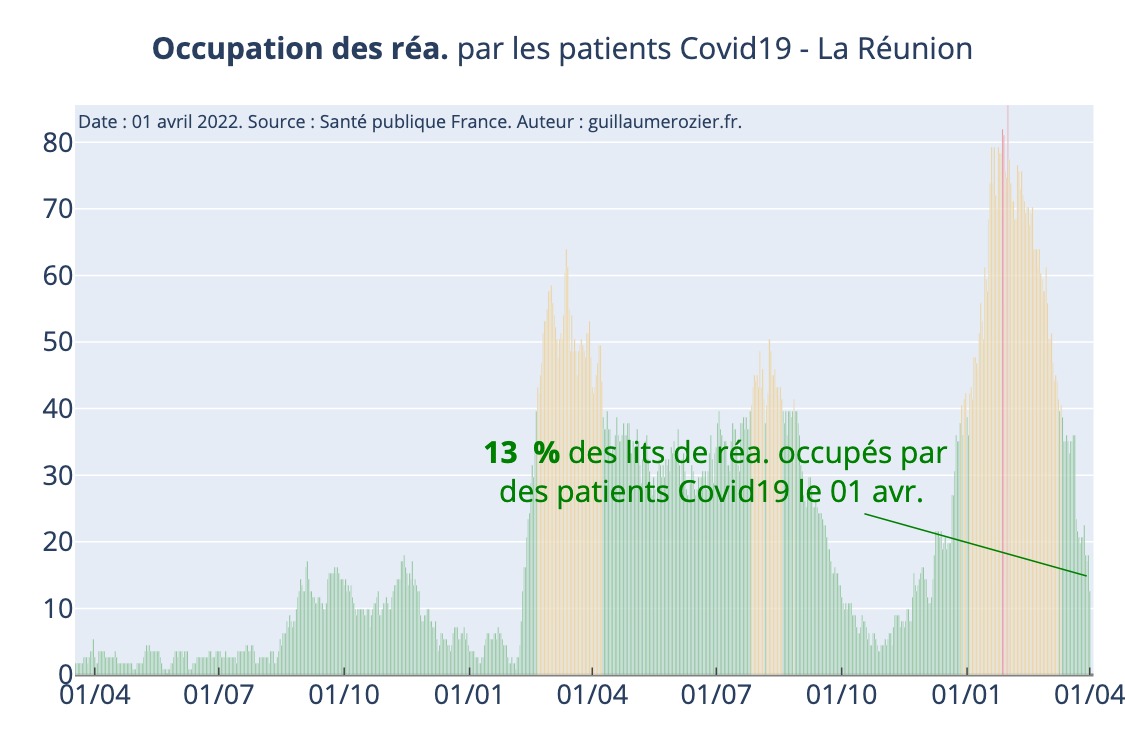 Occupation des réa. par les patients Covid19 - La Réunion
Date : 01 avril 2022. Source : Santé publique France. Auteur : guillaumerozier.fr.
80
70
60
50
40
30
20
10
0
13 % des lits de réa. occupés par
des patients Covid19 le 01 avr.
01/04 01/07 01/10 01/01 01/04 01/07 01/10 01/01 01/04